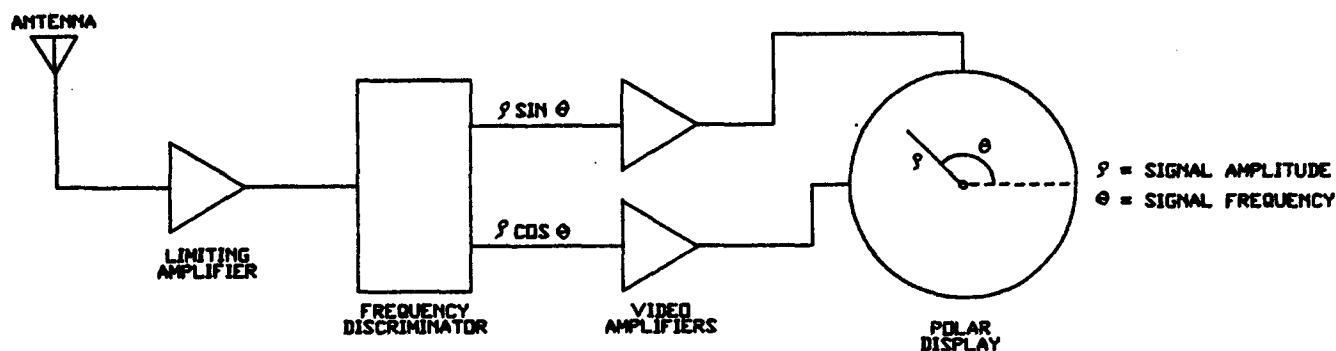 ANTENNA
LIMITING
AMPLIFIER
FREQUENCY
DISCRIMINATOR
ρ SIN θ
ρ COS θ
VIDEO
AMPLIFIERS
ρ
θ
POLAR
DISPLAY
ρ = SIGNAL AMPLITUDE
θ = SIGNAL FREQUENCY